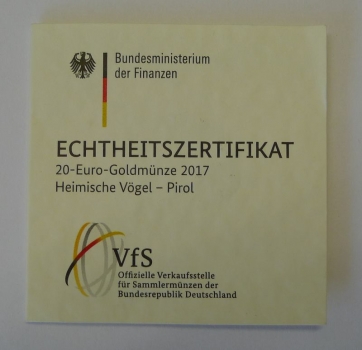 Bundesministerium
der Finanzen
ECHTHEITSZERTIFIKAT
20-Euro-Goldmünze 2017
Heimische Vögel – Pirol
VfS
Offizielle Verkaufsstelle
für Sammlermünzen der
Bundesrepublik Deutschland